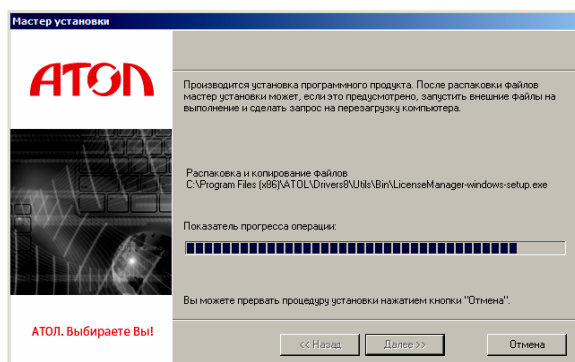 Мастер установки
АТОЛ
Производится установка программного продукта. После распаковки файлов
мастер установки может, если это предусмотрено, запустить внешние файлы на
выполнение и сделать запрос на перезагрузку компьютера.
Распаковка и копирование файлов
C:\Program Files (x86)\ATOL\Drivers8\Utils\Bin\LicenseManager-windows-setup.exe
Показатель прогресса операции:
Вы можете прервать процедуру установки нажатием кнопки "Отмена".
АТОЛ. Выбираете Вы!
<< Назад
Далее >>
Отмена